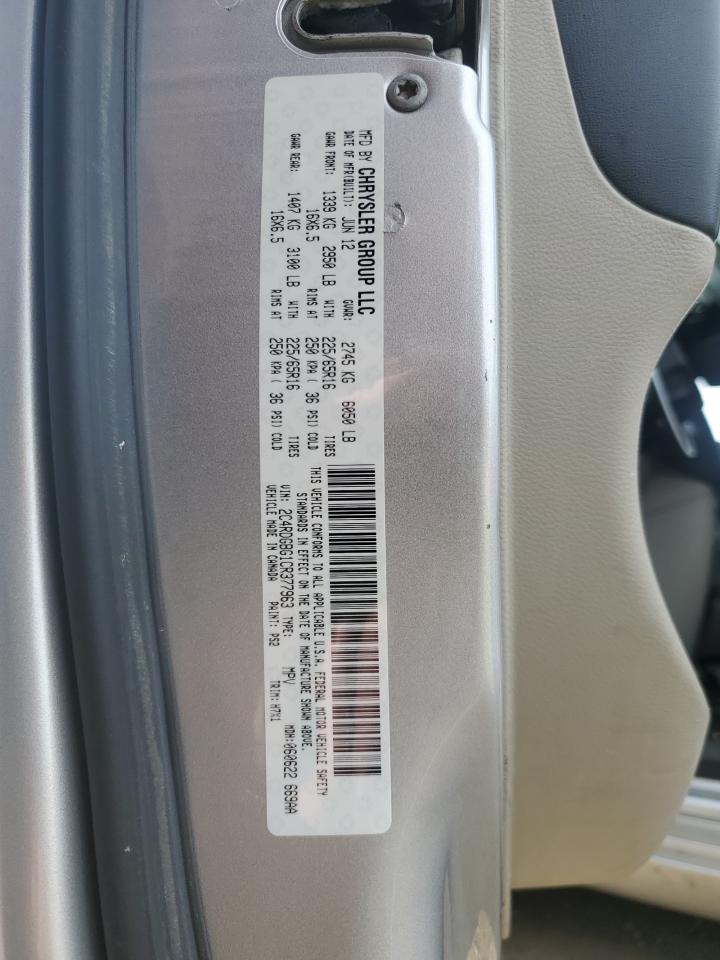 MFD BY CHRYSLER GROUP LLC
DATE OF MFR(BUILT): JUN 12 GVWR: 2745 KG 6050 LB
GAWR FRONT: 1339 KG 2950 LB WITH 225/65R16 TIRES
16X6.5 RIMS AT 250 KPA ( 36 PSI) COLD
GAWR REAR: 1407 KG 3100 LB WITH 225/65R16 TIRES
16X6.5 RIMS AT 250 KPA ( 36 PSI) COLD
THIS VEHICLE CONFORMS TO ALL APPLICABLE U.S.A. FEDERAL MOTOR VEHICLE SAFETY
STANDARDS IN EFFECT ON THE DATE OF MANUFACTURE SHOWN ABOVE.
VIN: 2C4RDGBG1CR377963 TYPE: MPV MDH:060622 669AA
VEHICLE MADE IN CANADA PAINT: PS2 TRIM: H7X1